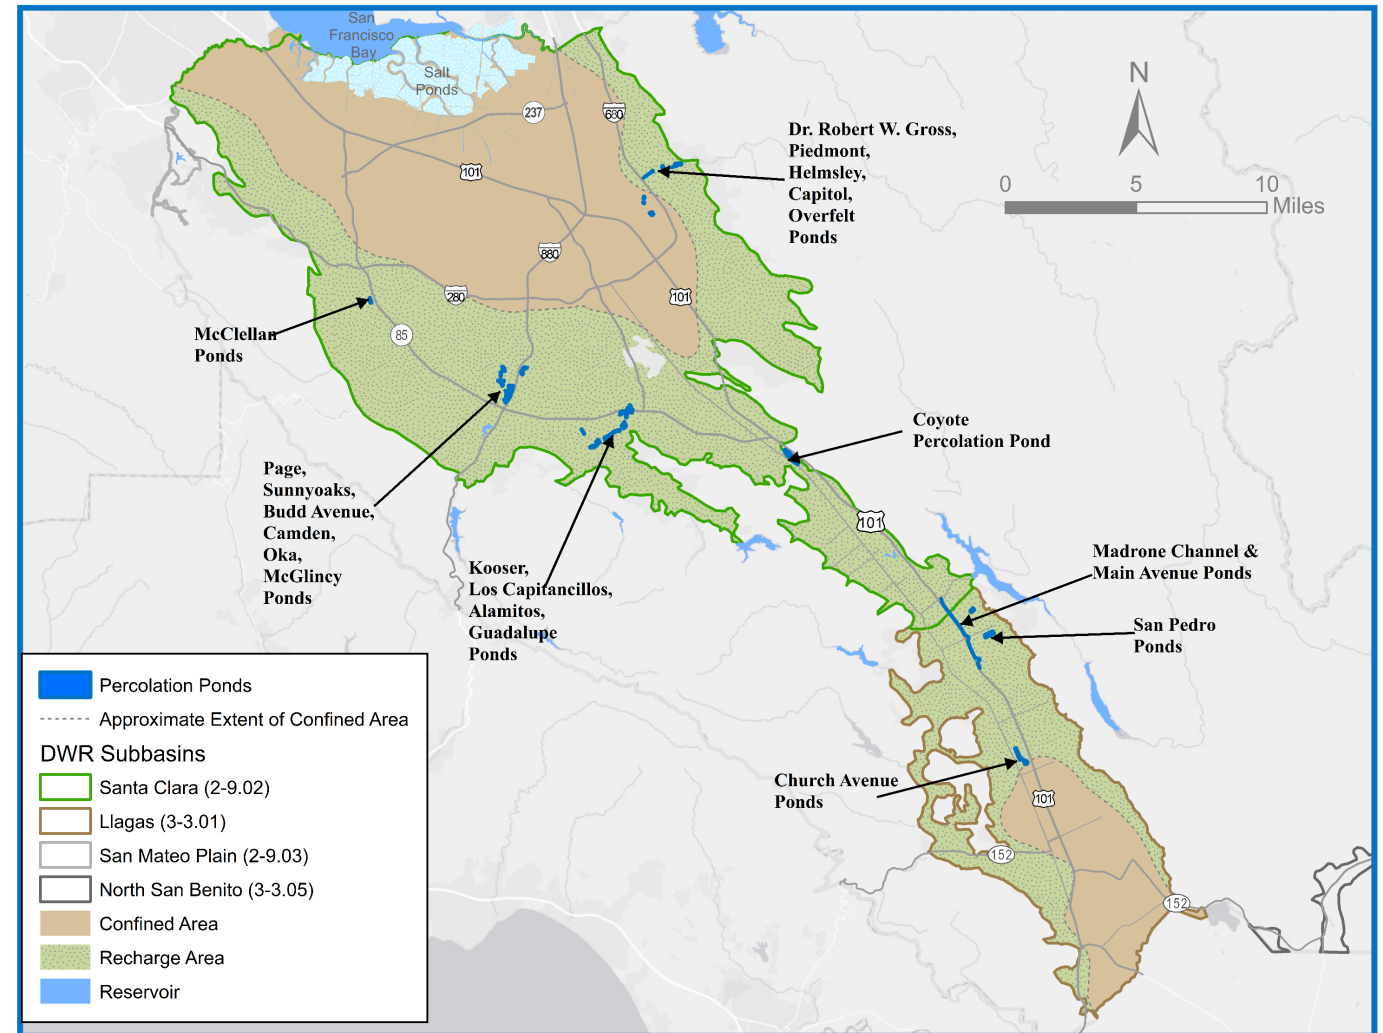 San
Francisco
Bay
Salt
Ponds
237
680
101
N
0 5 10
Miles
Dr. Robert W. Gross,
Piedmont,
Helmsley,
Capitol,
Overfelt
Ponds
880
280
101
85
McClellan
Ponds
Coyote
Percolation Pond
Page,
Sunnyoaks,
Budd Avenue,
Camden,
Oka,
McGlincy
Ponds
101
Kooser,
Los Capitancillos,
Alamitos,
Guadalupe
Ponds
Madrone Channel &
Main Avenue Ponds
San Pedro
Ponds
Church Avenue
Ponds
101
152
152
Percolation Ponds
Approximate Extent of Confined Area
DWR Subbasins
Santa Clara (2-9.02)
Llagas (3-3.01)
San Mateo Plain (2-9.03)
North San Benito (3-3.05)
Confined Area
Recharge Area
Reservoir